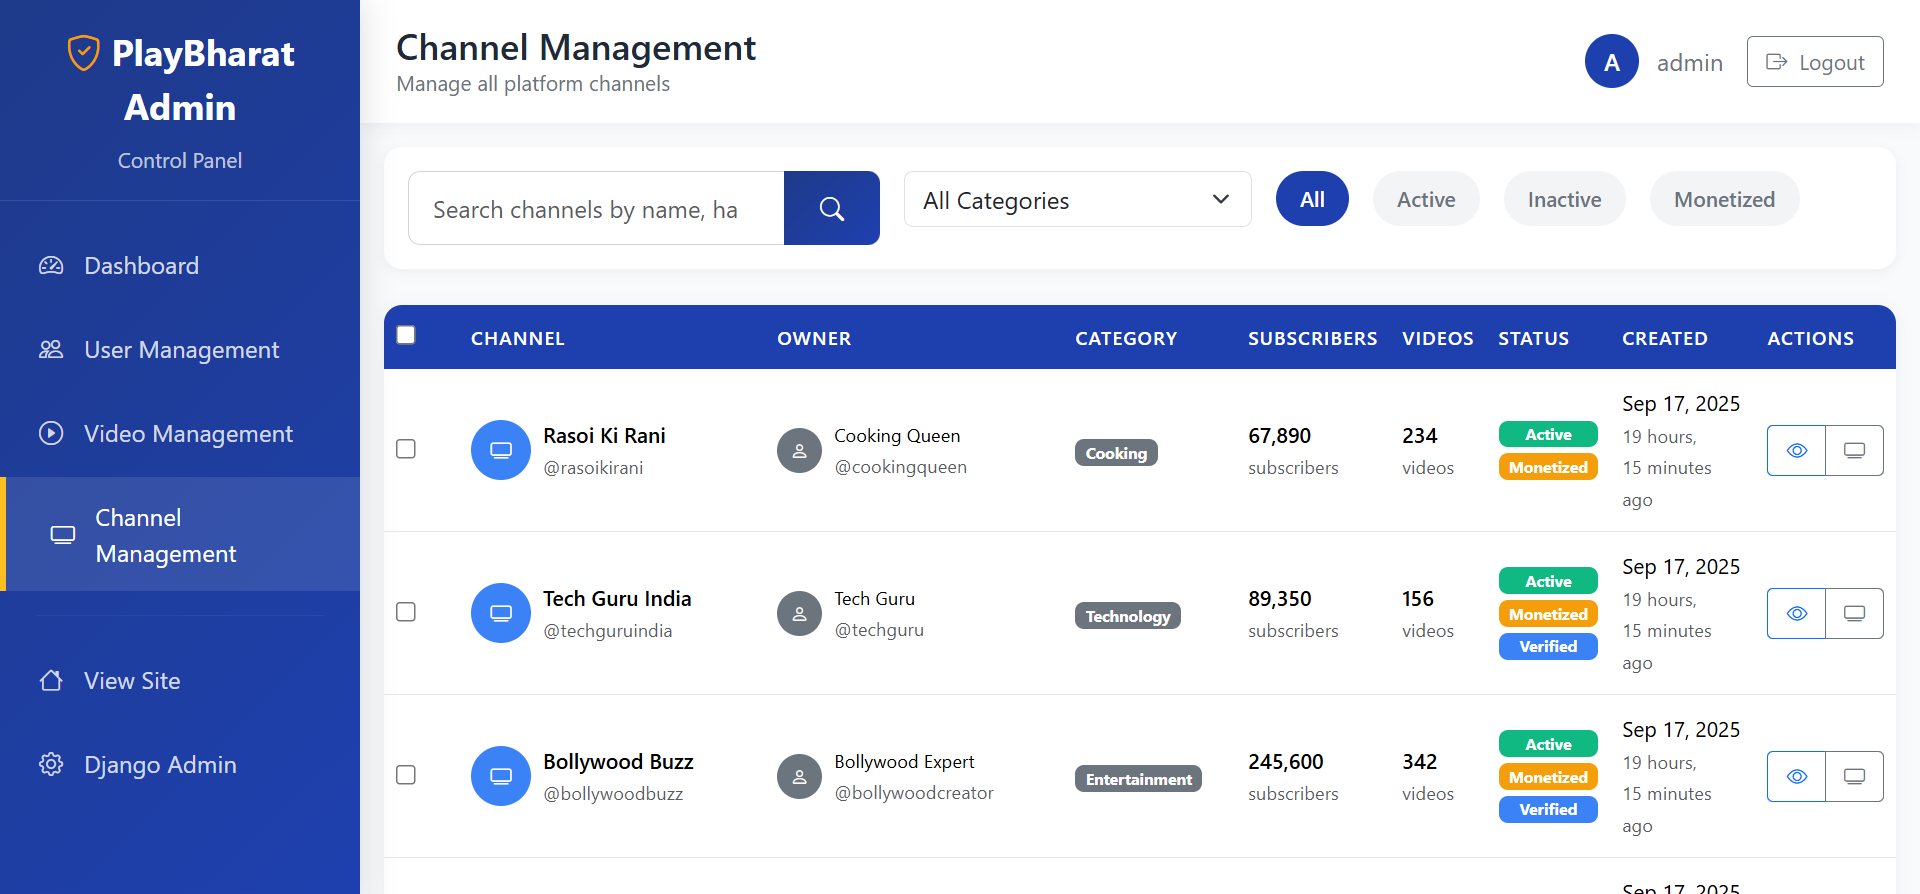 PlayBharat
Admin
Control Panel
Dashboard
User Management
Video Management
Channel
Management
View Site
Django Admin
Channel Management
Manage all platform channels
A
admin
Logout
Search channels by name, ha
All Categories
All
Active
Inactive
Monetized
CHANNEL OWNER CATEGORY SUBSCRIBERS VIDEOS STATUS CREATED ACTIONS
Rasoi Ki Rani
@rasoikirani
Cooking Queen
@cookingqueen
Cooking
67,890
subscribers
234
videos
Active
Monetized
Sep 17, 2025
19 hours,
15 minutes
ago
Tech Guru India
@techguruindia
Tech Guru
@techguru
Technology
89,350
subscribers
156
videos
Active
Monetized
Verified
Sep 17, 2025
19 hours,
15 minutes
ago
Bollywood Buzz
@bollywoodbuzz
Bollywood Expert
@bollywoodcreator
Entertainment
245,600
subscribers
342
videos
Active
Monetized
Verified
Sep 17, 2025
19 hours,
15 minutes
ago
Sep 17, 2025